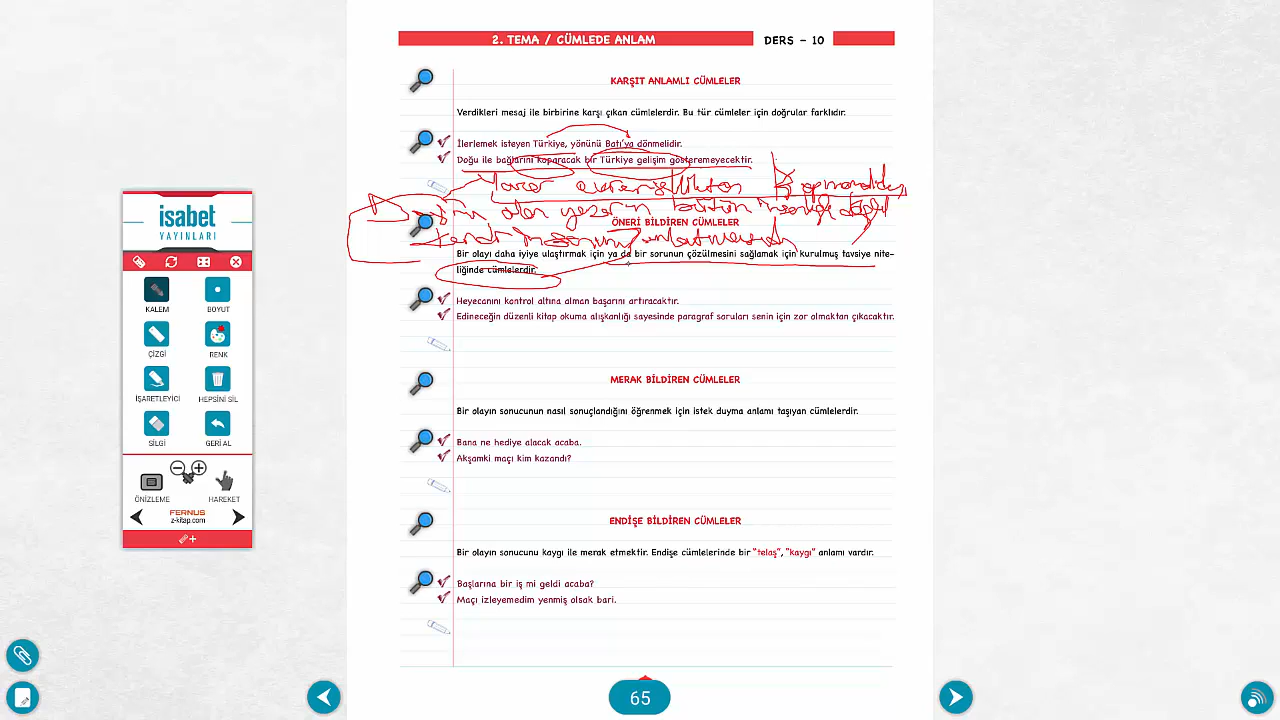 2. TEMA / CÜMLEDE ANLAM
DERS - 10
KARŞIT ANLAMLI CÜMLELER
Verdikleri mesaj ile birbirine karşı çıkan cümlelerdir. Bu tür cümleler için doğrular farklıdır.
İlerlemek isteyen Türkiye, yönünü Batı'ya dönmelidir.
Doğu ile bağlarını koparacak bir Türkiye gelişim gösteremeyecektir.
Yazar evrensellikten
olan yazarın bütün
kendi
ÖNERİ BİLDİREN CÜMLELER
Bir olayı daha iyiye ulaştırmak için ya da bir sorunun çözülmesini sağlamak için kurulmuş tavsiye nite-
liğinde cümlelerdir.
Heyecanını kontrol altına alman başarını artıracaktır.
Edineceğin düzenli kitap okuma alışkanlığı sayesinde paragraf soruları senin için zor olmaktan çıkacaktır.
MERAK BİLDİREN CÜMLELER
Bir olayın sonucunun nasıl sonuçlandığını öğrenmek için istek duyma anlamı taşıyan cümlelerdir.
Bana ne hediye alacak acaba.
Akşamki maçı kim kazandı?
ENDİŞE BİLDİREN CÜMLELER
Bir olayın sonucunu kaygı ile merak etmektir. Endişe cümlelerinde bir "telaş", "kaygı" anlamı vardır.
Başlarına bir iş mi geldi acaba?
Maçı izleyemedim yenmiş olsak bari.
65
isabet
YAYINLARI
KALEM
BOYUT
ÇİZGİ
RENK
İŞARETLEYİCİ
HEPSİNİ SİL
SİLGİ
GERİ AL
ÖNİZLEME
HAREKET
FERNUS
z-kitap.com